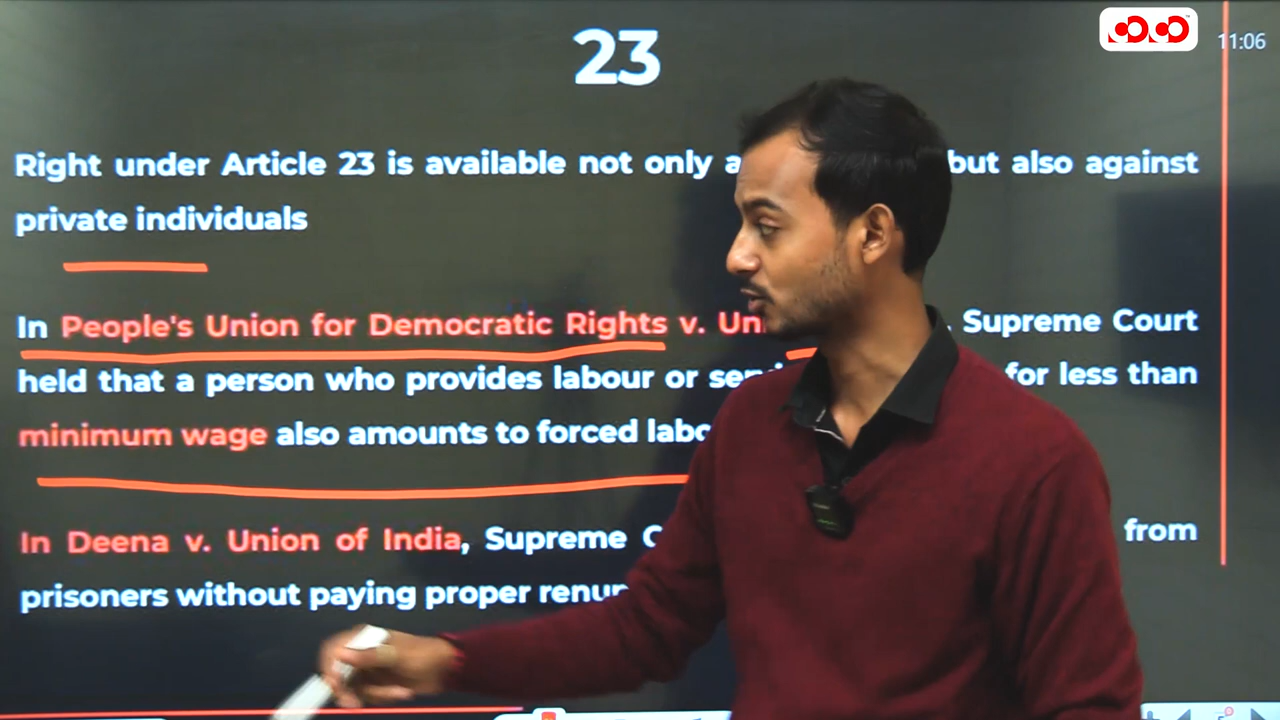 23
11:06
Right under Article 23 is available not only a but also against
private individuals
In People's Union for Democratic Rights v. Un Supreme Court
held that a person who provides labour or serv for less than
minimum wage also amounts to forced labo
In Deena v. Union of India, Supreme C from
prisoners without paying proper renu